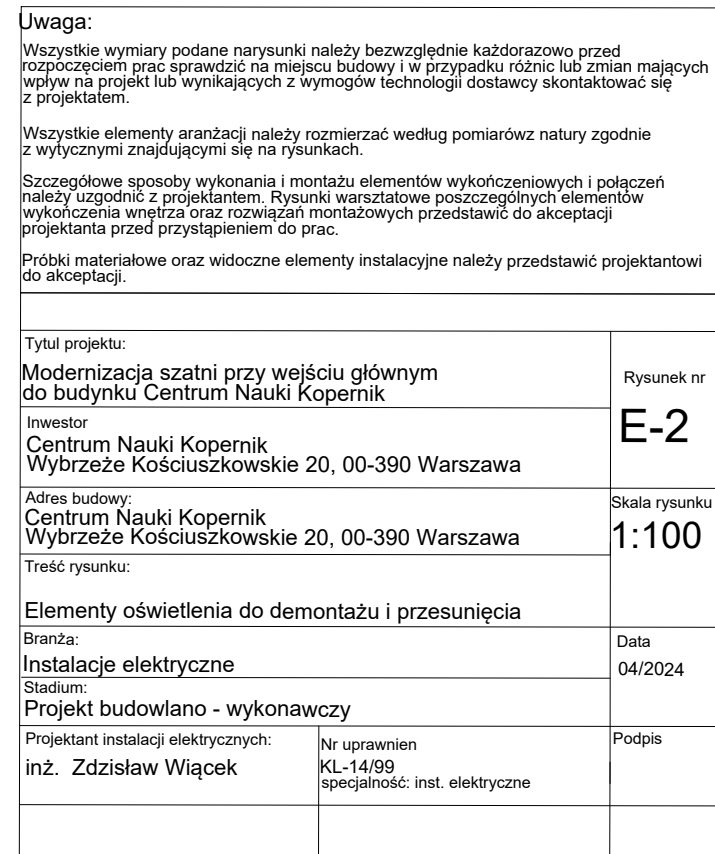 Uwaga:
Wszystkie wymiary podane narysunki należy bezwzględnie każdorazowo przed
rozpoczęciem prac sprawdzić na miejscu budowy i w przypadku różnic lub zmian mających
wpływ na projekt lub wynikających z wymogów technologii dostawcy skontaktować się
z projektatem.
Wszystkie elementy aranżacji należy rozmierzać według pomiarówz natury zgodnie
z wytycznymi znajdującymi się na rysunkach.
Szczegółowe sposoby wykonania i montażu elementów wykończeniowych i połączeń
należy uzgodnić z projektantem. Rysunki warsztatowe poszczególnych elementów
wykończenia wnętrza oraz rozwiązań montażowych przedstawić do akceptacji
projektanta przed przystąpieniem do prac.
Próbki materiałowe oraz widoczne elementy instalacyjne należy przedstawić projektantowi
do akceptacji.
Tytul projektu:
Modernizacja szatni przy wejściu głównym
do budynku Centrum Nauki Kopernik
Rysunek nr
E-2
Inwestor
Centrum Nauki Kopernik
Wybrzeże Kościuszkowskie 20, 00-390 Warszawa
Adres budowy:
Centrum Nauki Kopernik
Wybrzeże Kościuszkowskie 20, 00-390 Warszawa
Skala rysunku
1:100
Treść rysunku:
Elementy oświetlenia do demontażu i przesunięcia
Branża:
Instalacje elektryczne
Data
04/2024
Stadium:
Projekt budowlano - wykonawczy
Projektant instalacji elektrycznych:
inż. Zdzisław Wiącek
Nr uprawnien
KL-14/99
specjalność: inst. elektryczne
Podpis